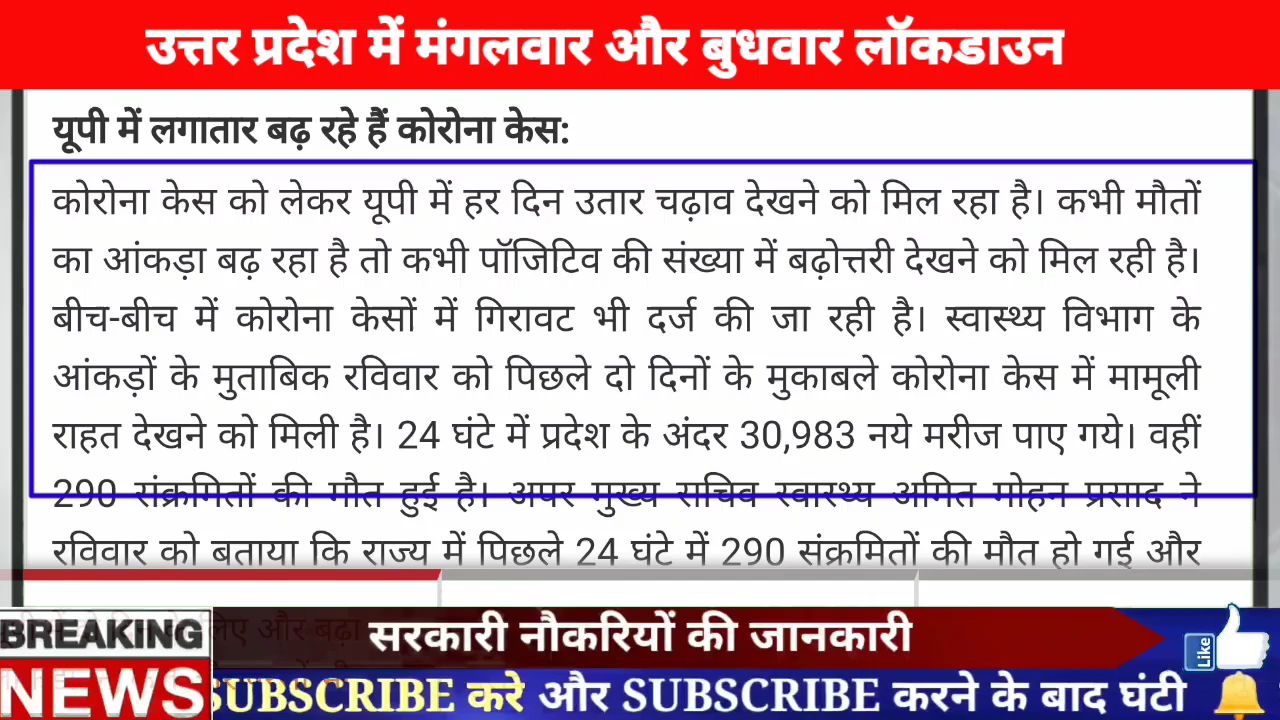 उत्तर प्रदेश में मंगलवार और बुधवार लॉकडाउन
यूपी में लगातार बढ़ रहे हैं कोरोना केस:
कोरोना केस को लेकर यूपी में हर दिन उतार चढ़ाव देखने को मिल रहा है। कभी मौतों
का आंकड़ा बढ़ रहा है तो कभी पॉजिटिव की संख्या में बढ़ोत्तरी देखने को मिल रही है।
बीच-बीच में कोरोना केसों में गिरावट भी दर्ज की जा रही है। स्वास्थ्य विभाग के
आंकड़ों के मुताबिक रविवार को पिछले दो दिनों के मुकाबले कोरोना केस में मामूली
राहत देखने को मिली है। 24 घंटे में प्रदेश के अंदर 30,983 नये मरीज पाए गये। वहीं
290 संक्रमितों की मौत हुई है। अपर मुख्य सचिव स्वास्थ्य अमित मोहन प्रसाद ने
रविवार को बताया कि राज्य में पिछले 24 घंटे में 290 संक्रमितों की मौत हो गई और
BREAKING
NEWS
लिए और बढ़ा
सरकारी नौकरियों की जानकारी
Like
SUBSCRIBE करे और SUBSCRIBE करने के बाद घंटी